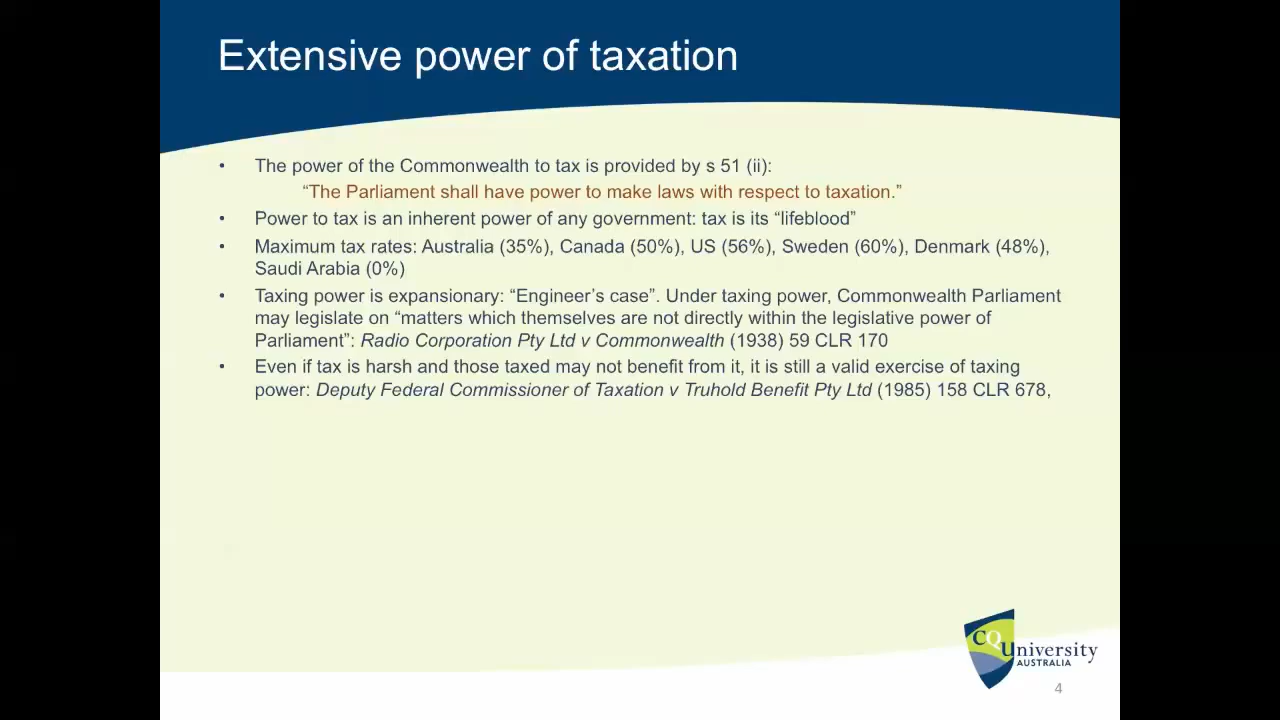 Extensive power of taxation
• The power of the Commonwealth to tax is provided by s 51 (ii):
“The Parliament shall have power to make laws with respect to taxation.”
• Power to tax is an inherent power of any government: tax is its “lifeblood”
• Maximum tax rates: Australia (35%), Canada (50%), US (56%), Sweden (60%), Denmark (48%),
Saudi Arabia (0%)
• Taxing power is expansionary: “Engineer’s case”. Under taxing power, Commonwealth Parliament
may legislate on “matters which themselves are not directly within the legislative power of
Parliament”: Radio Corporation Pty Ltd v Commonwealth (1938) 59 CLR 170
• Even if tax is harsh and those taxed may not benefit from it, it is still a valid exercise of taxing
power: Deputy Federal Commissioner of Taxation v Truhold Benefit Pty Ltd (1985) 158 CLR 678,
CQUniversity
AUSTRALIA
4